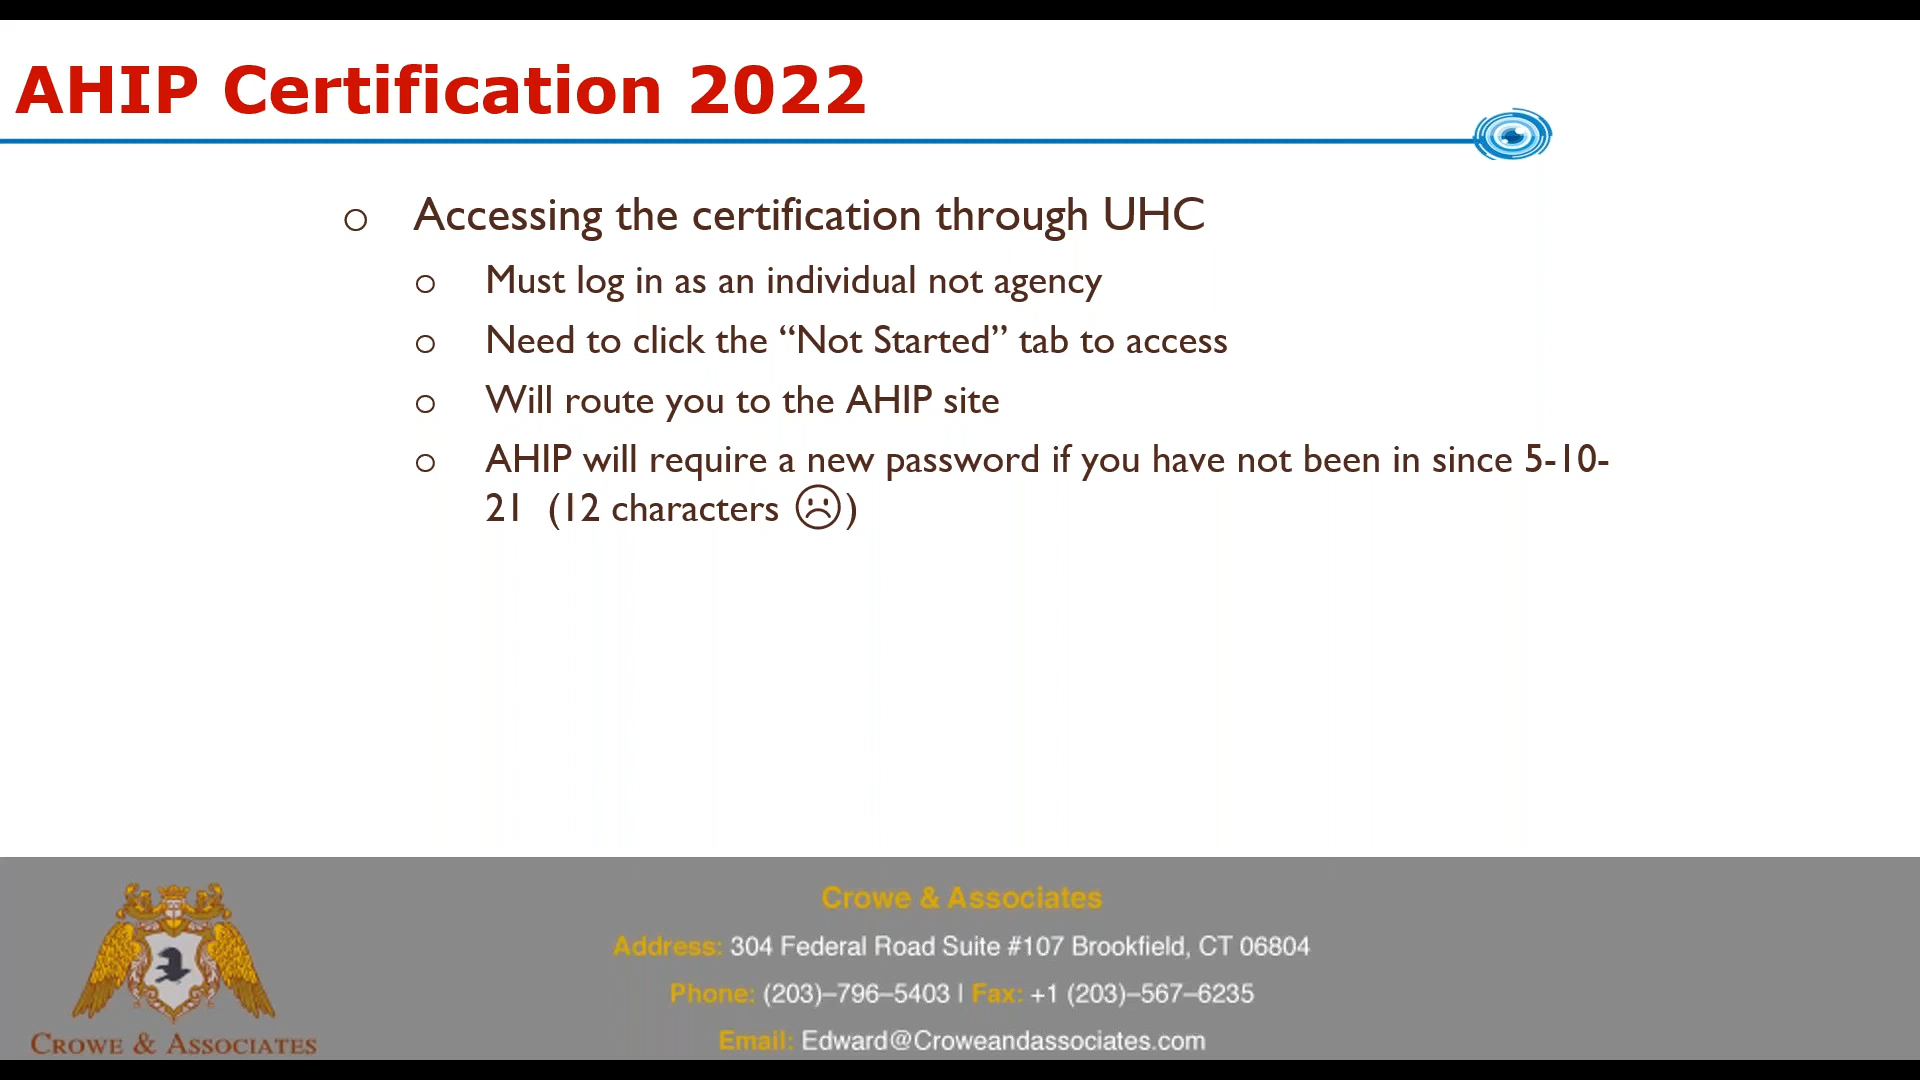 AHIP Certification 2022
o Accessing the certification through UHC
o Must log in as an individual not agency
o Need to click the “Not Started” tab to access
o Will route you to the AHIP site
o AHIP will require a new password if you have not been in since 5-10-
21 (12 characters ☹)
Crowe & Associates
Address: 304 Federal Road Suite #107 Brookfield, CT 06804
Phone: (203)–796–5403 | Fax: +1 (203)–567–6235
Email: Edward@Croweandassociates.com
CROWE & ASSOCIATES